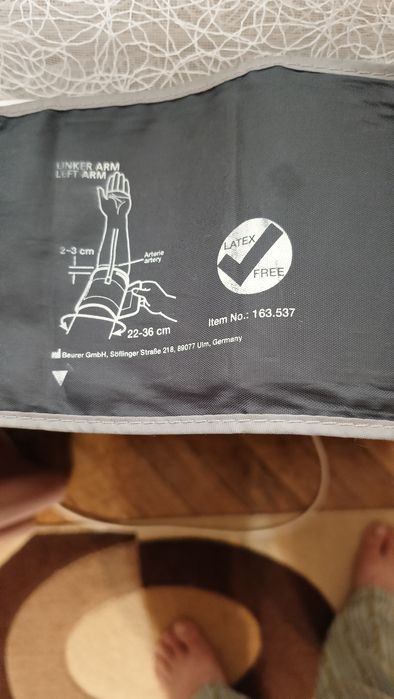 LINKER ARM
LEFT ARM
2-3 cm
Arterie
artery
22-36 cm
LATEX
FREE
Item No.: 163.537
Beurer GmbH, Söflinger Straße 218, 89077 Ulm, Germany